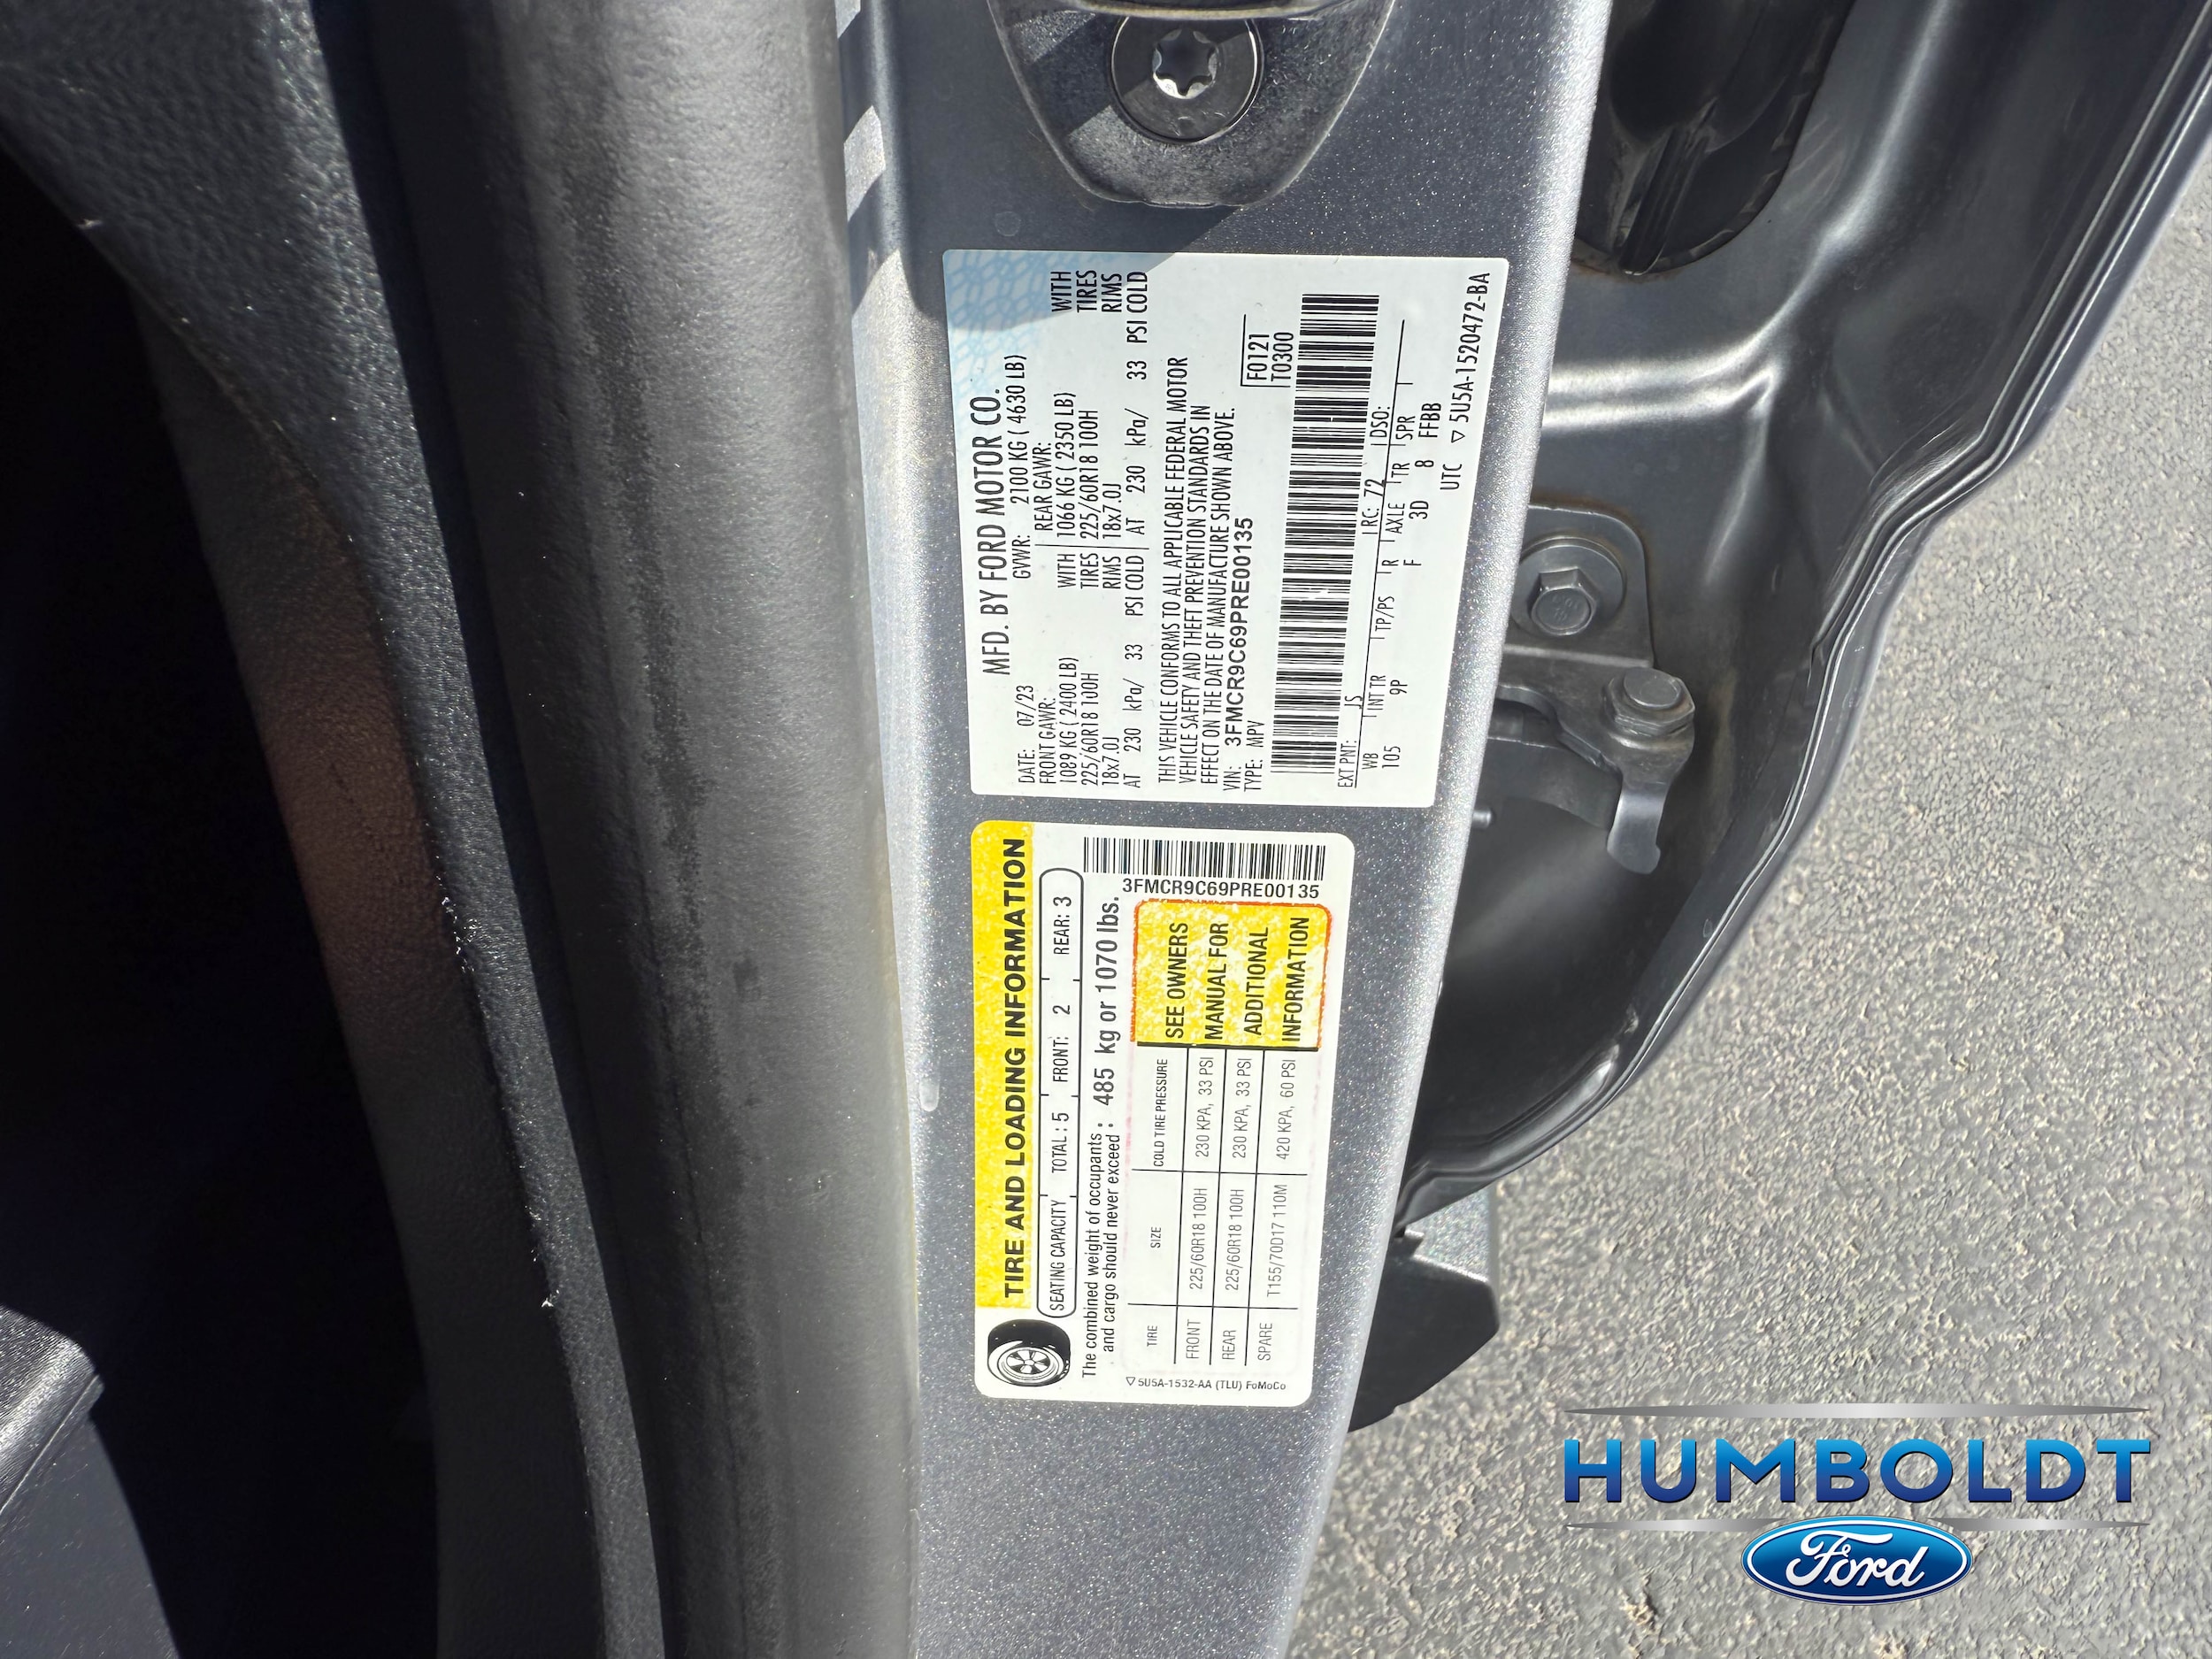 MFD. BY FORD MOTOR CO.
DATE: 07/23 GVWR: 2100 KG ( 4630 LB)
FRONT GAWR: REAR GAWR:
1089 KG ( 2400 LB) WITH 1066 KG ( 2350 LB) WITH
225/60R18 100H TIRES 225/60R18 100H TIRES
18x7.0J RIMS 18x7.0J RIMS
AT 230 kPa/ 33 PSI COLD AT 230 kPa/ 33 PSI COLD
THIS VEHICLE CONFORMS TO ALL APPLICABLE FEDERAL MOTOR
VEHICLE SAFETY AND THEFT PREVENTION STANDARDS IN
EFFECT ON THE DATE OF MANUFACTURE SHOWN ABOVE.
VIN: 3FMCR9C69PRE00135 F0121
TYPE: MPV T0300
EXT PNT: JS RC: 72 DSO:
WB INT TR TP/PS R AXLE TR SPR
105 9P F 3D 8 FFBB
UTC ▽ 5U5A-1520472-BA
TIRE AND LOADING INFORMATION
SEATING CAPACITY TOTAL : 5 FRONT: 2 REAR: 3
The combined weight of occupants and cargo should never exceed : 485 kg or 1070 lbs.
3FMCR9C69PRE00135
TIRE SIZE COLD TIRE PRESSURE
FRONT 225/60R18 100H 230 KPA, 33 PSI
REAR 225/60R18 100H 230 KPA, 33 PSI
SPARE T155/70D17 110M 420 KPA, 60 PSI
SEE OWNERS
MANUAL FOR
ADDITIONAL
INFORMATION
▽ 5U5A-1532-AA (TLU) FoMoCo
HUMBOLDT
Ford